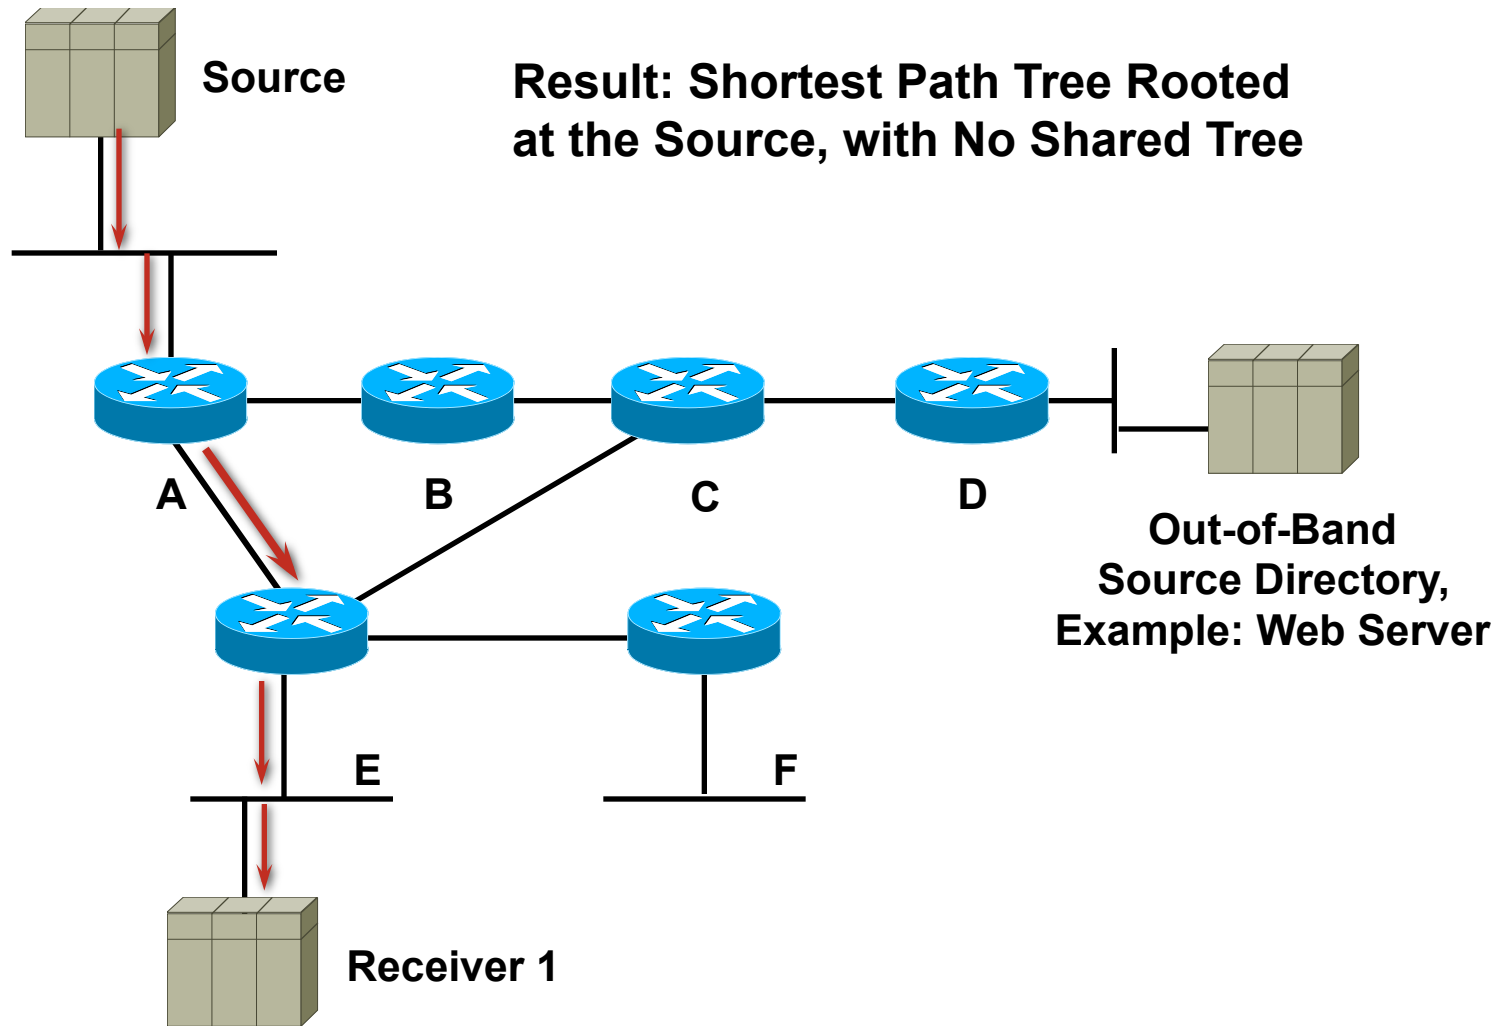 Source
Result: Shortest Path Tree Rooted
at the Source, with No Shared Tree
A
B
C
D
Out-of-Band
Source Directory,
Example: Web Server
E
F
Receiver 1